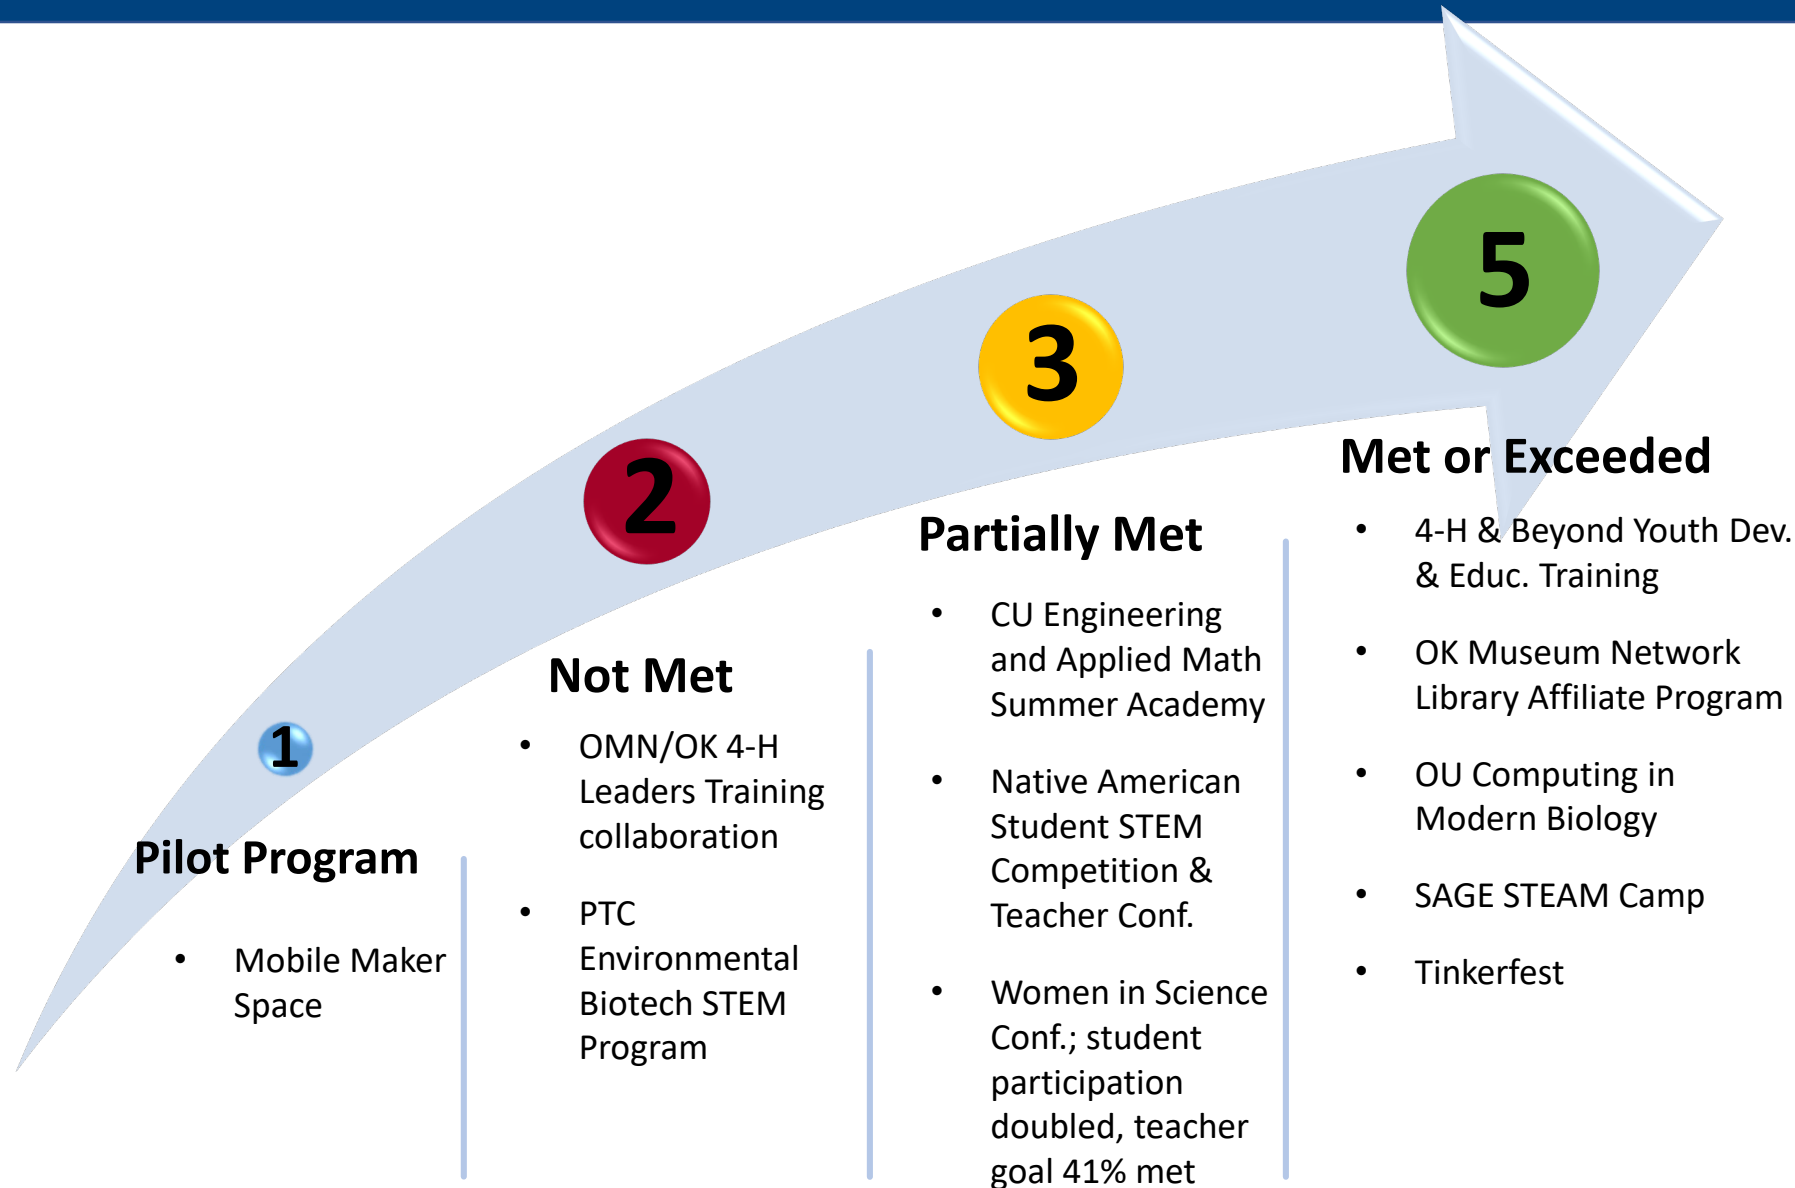 1
Pilot Program
• Mobile Maker
Space
2
Not Met
• OMN/OK 4-H
Leaders Training
collaboration
• PTC
Environmental
Biotech STEM
Program
3
Partially Met
• CU Engineering
and Applied Math
Summer Academy
• Native American
Student STEM
Competition &
Teacher Conf.
• Women in Science
Conf.; student
participation
doubled, teacher
goal 41% met
5
Met or Exceeded
• 4-H & Beyond Youth Dev.
& Educ. Training
• OK Museum Network
Library Affiliate Program
• OU Computing in
Modern Biology
• SAGE STEAM Camp
• Tinkerfest